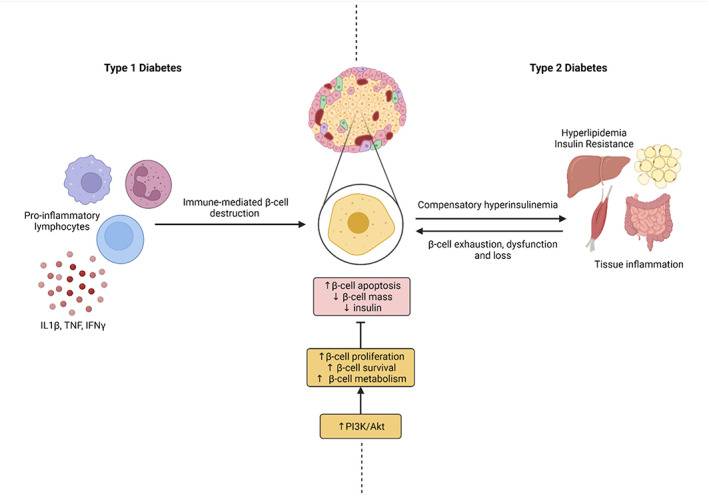 Type 1 Diabetes
Type 2 Diabetes
Hyperlipidemia
Insulin Resistance
Pro-inflammatory
lymphocytes
Immune-mediated β-cell
destruction
Compensatory hyperinsulinemia
β-cell exhaustion, dysfunction
and loss
Tissue inflammation
IL1β, TNF, IFNγ
↑β-cell apoptosis
↓ β-cell mass
↓ insulin
↑β-cell proliferation
↑ β-cell survival
↑ β-cell metabolism
↑PI3K/Akt